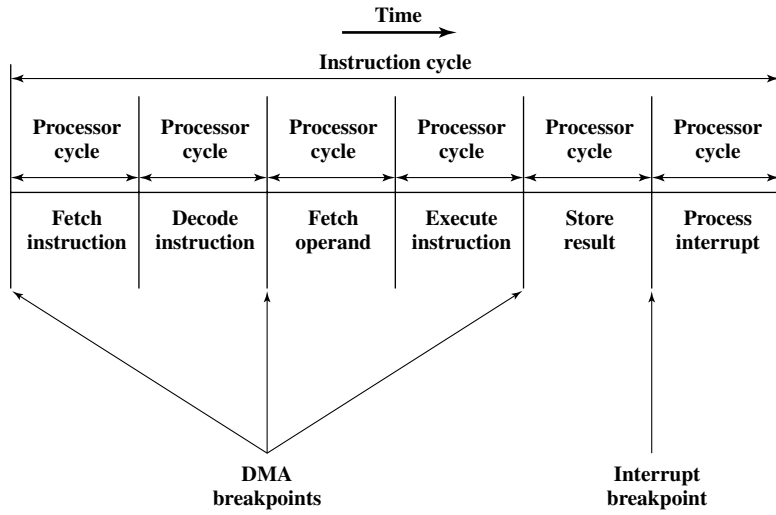 Time
Instruction cycle
Processor cycle
Processor cycle
Processor cycle
Processor cycle
Processor cycle
Processor cycle
Fetch instruction
Decode instruction
Fetch operand
Execute instruction
Store result
Process interrupt
DMA breakpoints
Interrupt breakpoint